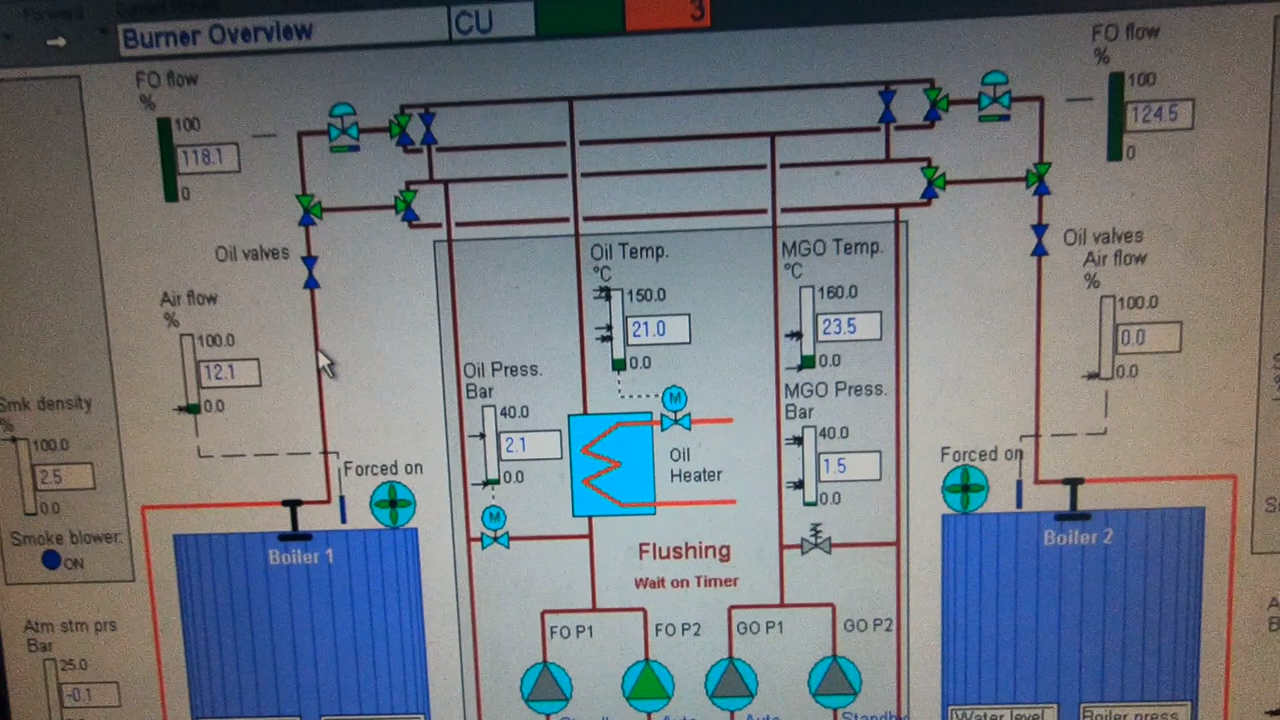 Burner Overview
CU
3
FO flow
%
100
118.1
0
FO flow
%
100
124.5
0
Oil valves
Oil valves
Air flow
%
100.0
12.1
0.0
Air flow
%
100.0
0.0
0.0
Oil Temp.
°C
150.0
21.0
0.0
MGO Temp.
°C
160.0
23.5
0.0
Oil Press.
Bar
40.0
2.1
0.0
M
Oil
Heater
MGO Press.
Bar
40.0
1.5
0.0
Smk density
%
100.0
2.5
0.0
Smoke blower:
ON
Forced on
Forced on
M
Boiler 1
Boiler 2
Flushing
Wait on Timer
FO P1
FO P2
GO P1
GO P2
Atm stm prs
Bar
25.0
-0.1
Standby
Auto
Auto
Standby
Water level
Boiler press